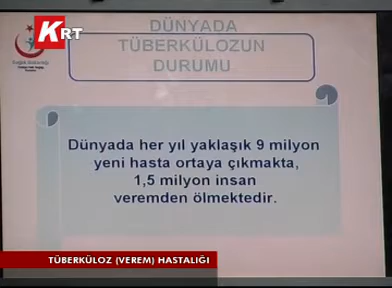 KRT
DÜNYADA
TÜBERKÜLOZUN
DURUMU
Dünyada her yıl yaklaşık 9 milyon
yeni hasta ortaya çıkmakta,
1,5 milyon insan
veremden ölmektedir.
TÜBERKÜLOZ (VEREM) HASTALIĞI